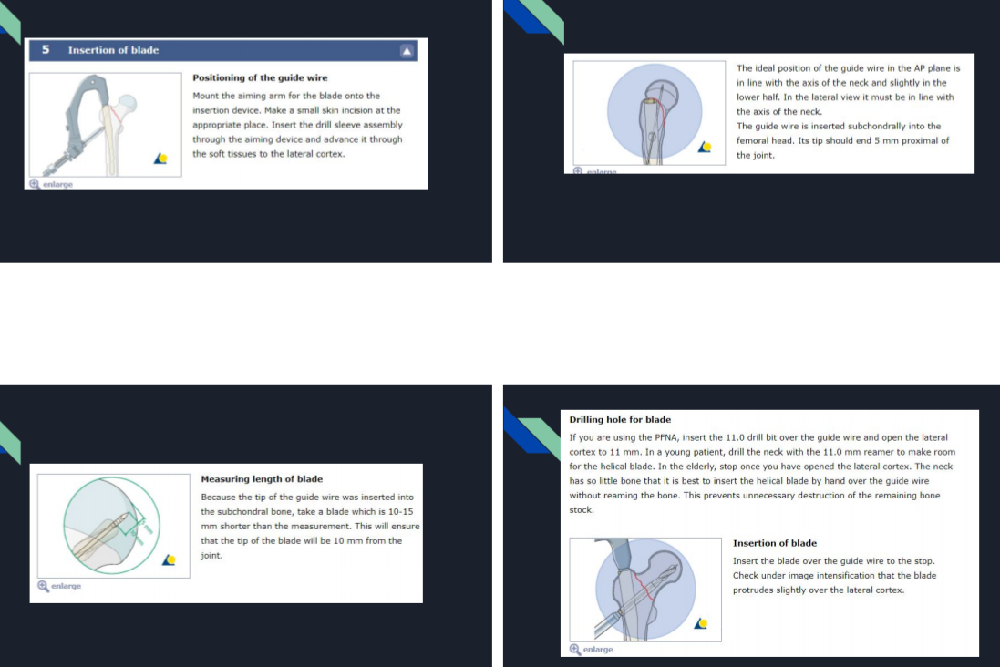 5 Insertion of blade
Positioning of the guide wire
Mount the aiming arm for the blade onto the
insertion device. Make a small skin incision at the
appropriate place. Insert the drill sleeve assembly
through the aiming device and advance it through
the soft tissues to the lateral cortex.
enlarge
The ideal position of the guide wire in the AP plane is
in line with the axis of the neck and slightly in the
lower half. In the lateral view it must be in line with
the axis of the neck.
The guide wire is inserted subchondrally into the
femoral head. Its tip should end 5 mm proximal of
the joint.
enlarge
Measuring length of blade
Because the tip of the guide wire was inserted into
the subchondral bone, take a blade which is 10-15
mm shorter than the measurement. This will ensure
that the tip of the blade will be 10 mm from the
joint.
enlarge
Drilling hole for blade
If you are using the PFNA, insert the 11.0 drill bit over the guide wire and open the lateral
cortex to 11 mm. In a young patient, drill the neck with the 11.0 mm reamer to make room
for the helical blade. In the elderly, stop once you have opened the lateral cortex. The neck
has so little bone that it is best to insert the helical blade by hand over the guide wire
without reaming the bone. This prevents unnecessary destruction of the remaining bone
stock.
Insertion of blade
Insert the blade over the guide wire to the stop.
Check under image intensification that the blade
protrudes slightly over the lateral cortex.
enlarge